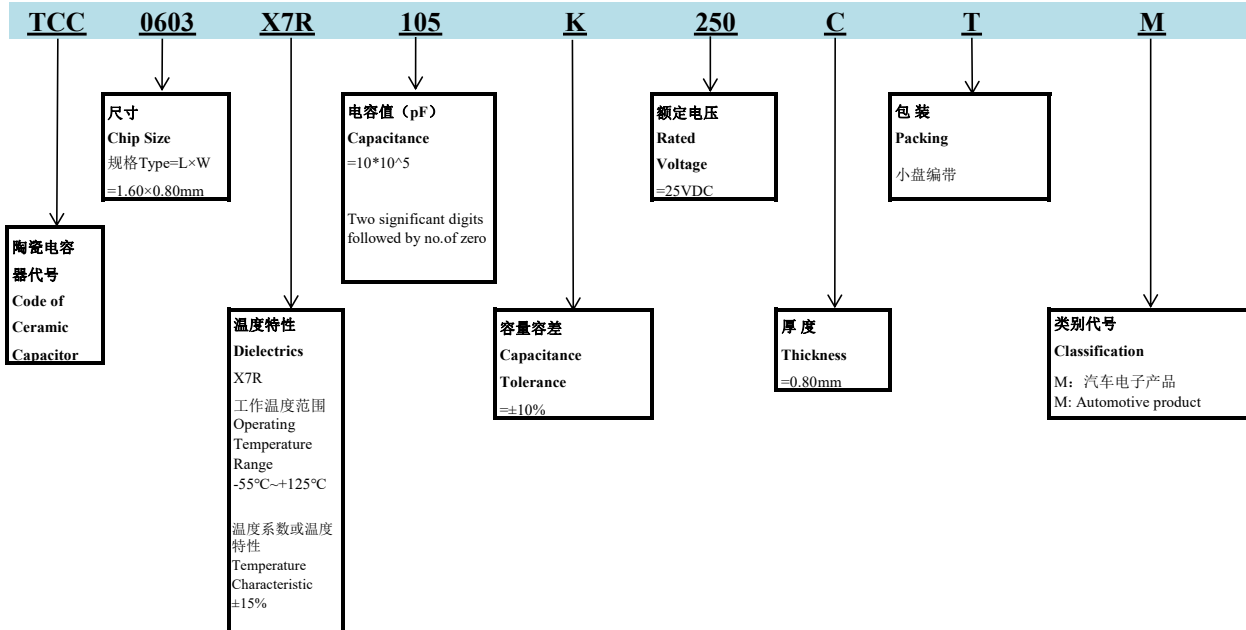 TCC 0603 X7R 105 K 250 C T M
尺寸
Chip Size
规格Type=L×W
=1.60×0.80mm
电容值（pF）
Capacitance
=10*10^5
Two significant digits
followed by no.of zero
额定电压
Rated
Voltage
=25VDC
包 装
Packing
小盘编带
陶瓷电容
器代号
Code of
Ceramic
Capacitor
温度特性
Dielectrics
X7R
工作温度范围
Operating
Temperature
Range
-55℃~+125℃
温度系数或温度
特性
Temperature
Characteristic
±15%
容量容差
Capacitance
Tolerance
=±10%
厚 度
Thickness
=0.80mm
类别代号
Classification
M：汽车电子产品
M: Automotive product